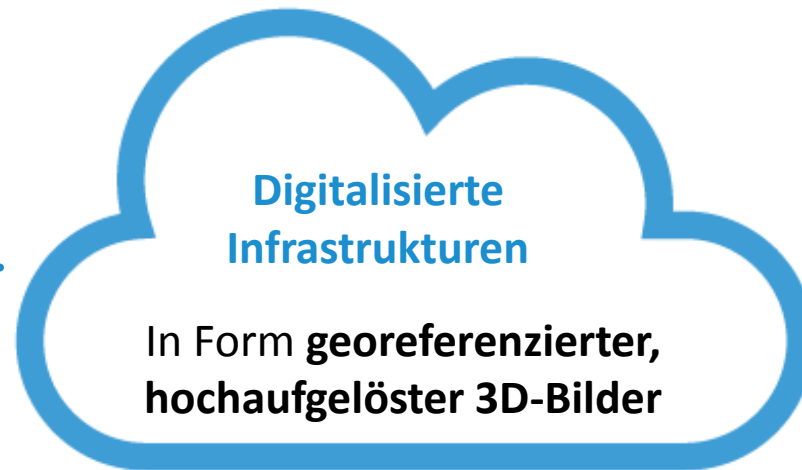 Digitalisierte
Infrastrukturen
In Form georeferenzierter,
hochaufgelöster 3D-Bilder